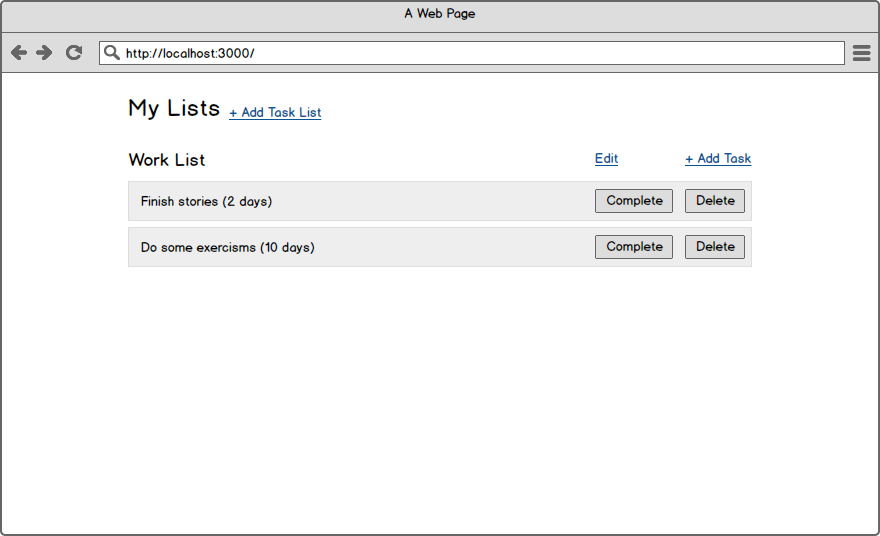 A Web Page
http://localhost:3000/
My Lists + Add Task List
Work List Edit + Add Task
Finish stories (2 days) Complete Delete
Do some exercisms (10 days) Complete Delete